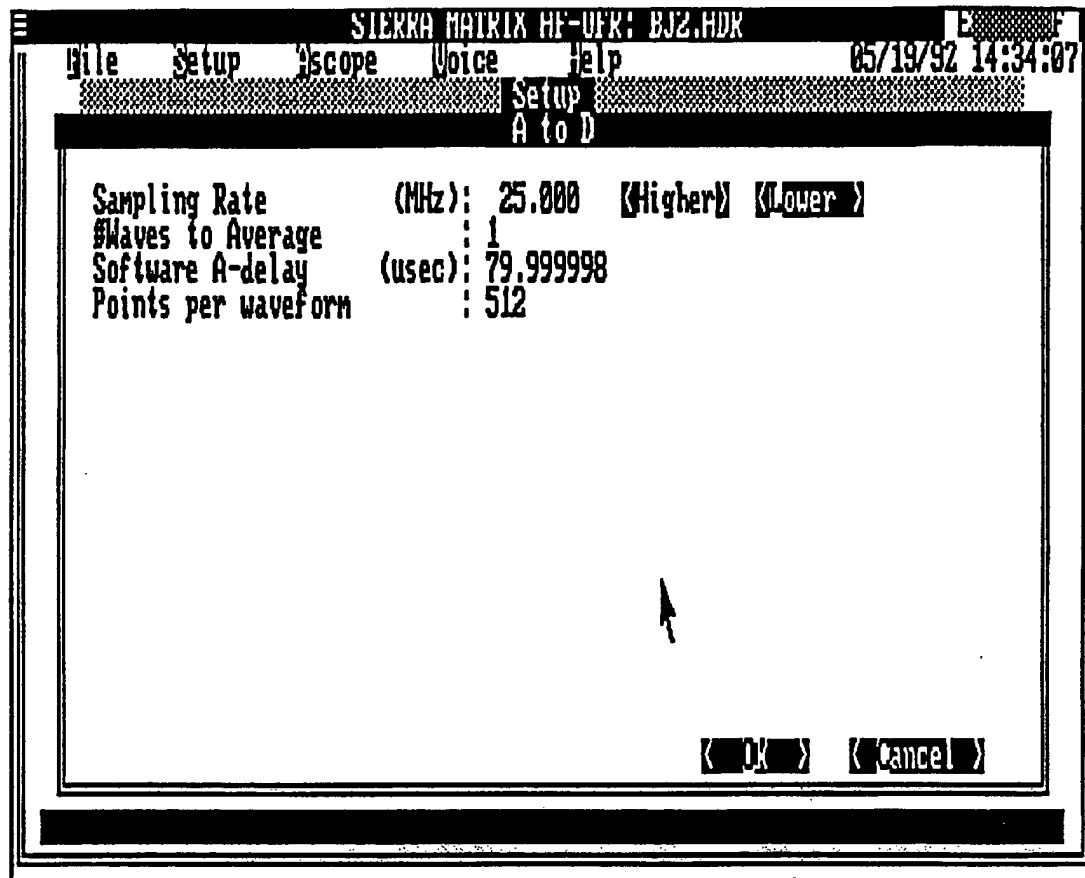 SIERRA MATRIX AF-UFR: BJ2.HDR
File Setup Ascope Voice Help 05/19/92 14:34:07
Setup
A to D
Sampling Rate (MHz): 25.000 <Higher> <Lower >
#Waves to Average : 1
Software A-delay (usec): 79.999998
Points per waveform : 512
< Ok > < Cancel >